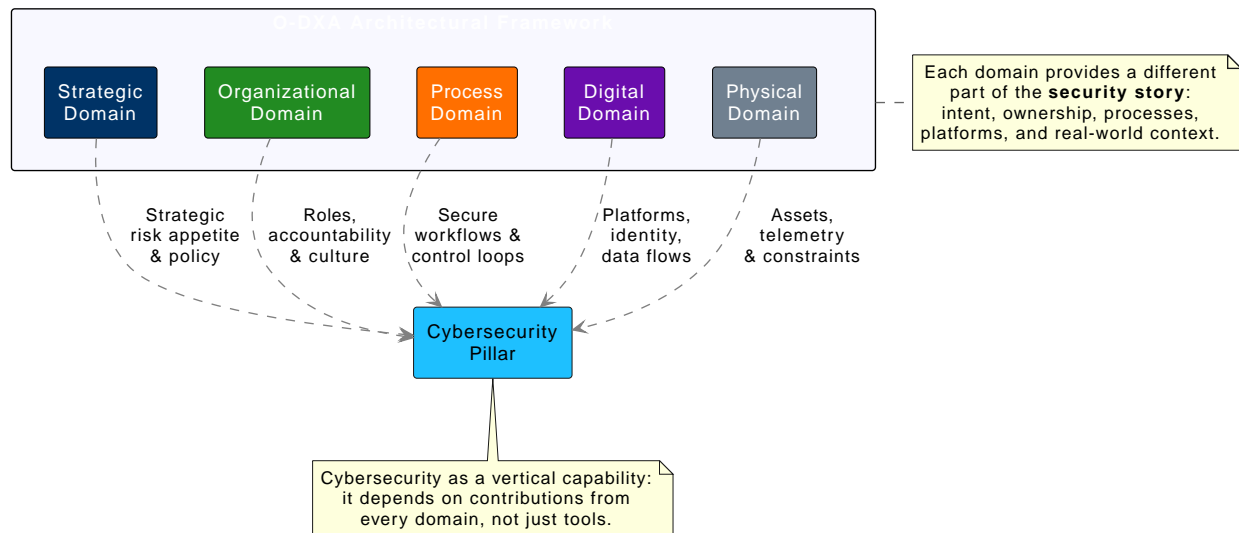 O-DXA Architectural Framework
Strategic
Domain
Organizational
Domain
Process
Domain
Digital
Domain
Physical
Domain
Each domain provides a different
part of the security story:
intent, ownership, processes,
platforms, and real-world context.
Strategic
risk appetite
& policy
Roles,
accountability
& culture
Secure
workflows &
control loops
Platforms,
identity,
data flows
Assets,
telemetry
& constraints
Cybersecurity
Pillar
Cybersecurity as a vertical capability:
it depends on contributions from
every domain, not just tools.